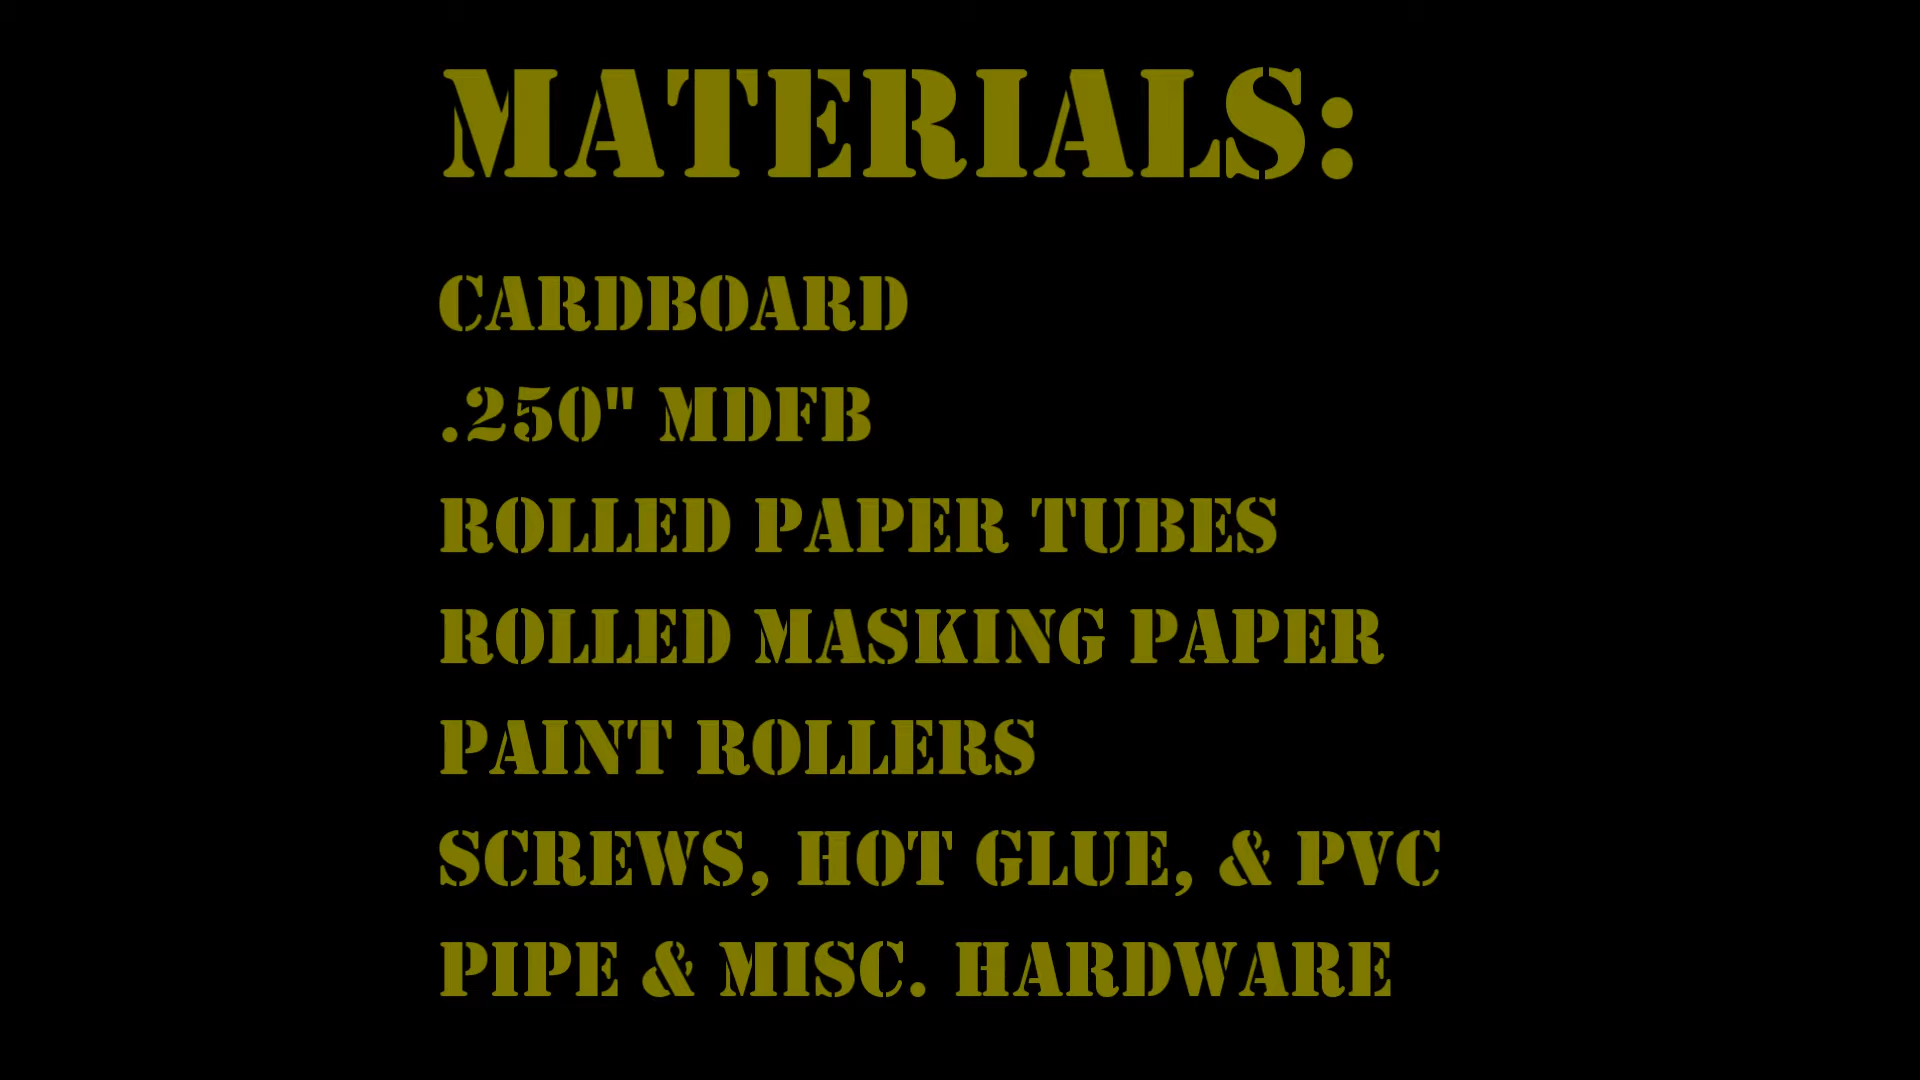 MATERIALS:
CARDBOARD
.250" MDFB
ROLLED PAPER TUBES
ROLLED MASKING PAPER
PAINT ROLLERS
SCREWS, HOT GLUE, & PVC
PIPE & MISC. HARDWARE